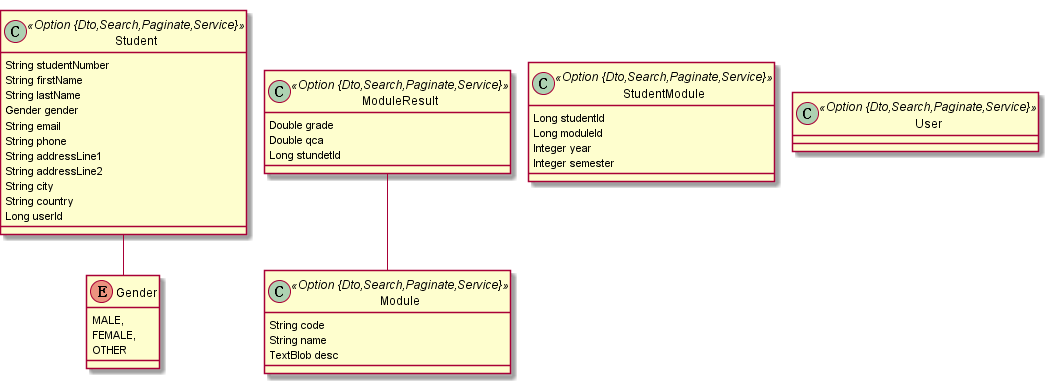 C
«Option {Dto,Search,Paginate,Service}»
Student
String studentNumber
String firstName
String lastName
Gender gender
String email
String phone
String addressLine1
String addressLine2
String city
String country
Long userId
E
Gender
MALE,
FEMALE,
OTHER
C
«Option {Dto,Search,Paginate,Service}»
ModuleResult
Double grade
Double qca
Long stundetId
C
«Option {Dto,Search,Paginate,Service}»
Module
String code
String name
TextBlob desc
C
«Option {Dto,Search,Paginate,Service}»
StudentModule
Long studentId
Long moduleId
Integer year
Integer semester
C
«Option {Dto,Search,Paginate,Service}»
User